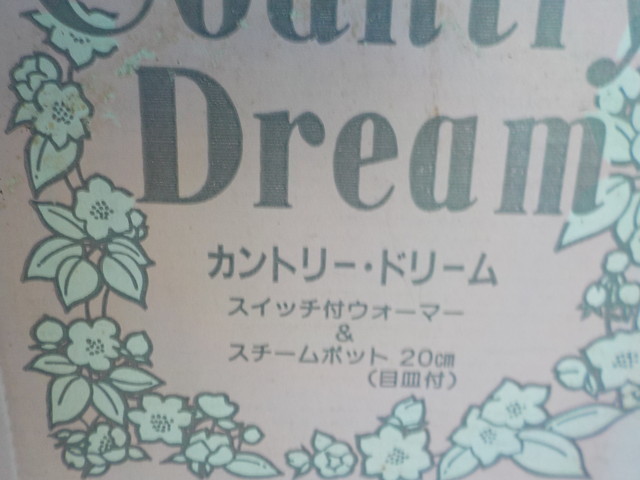 Country
Dream
カントリー・ドリーム
スイッチ付ウォーマー
&
スチームポット 20cm
(目皿付)